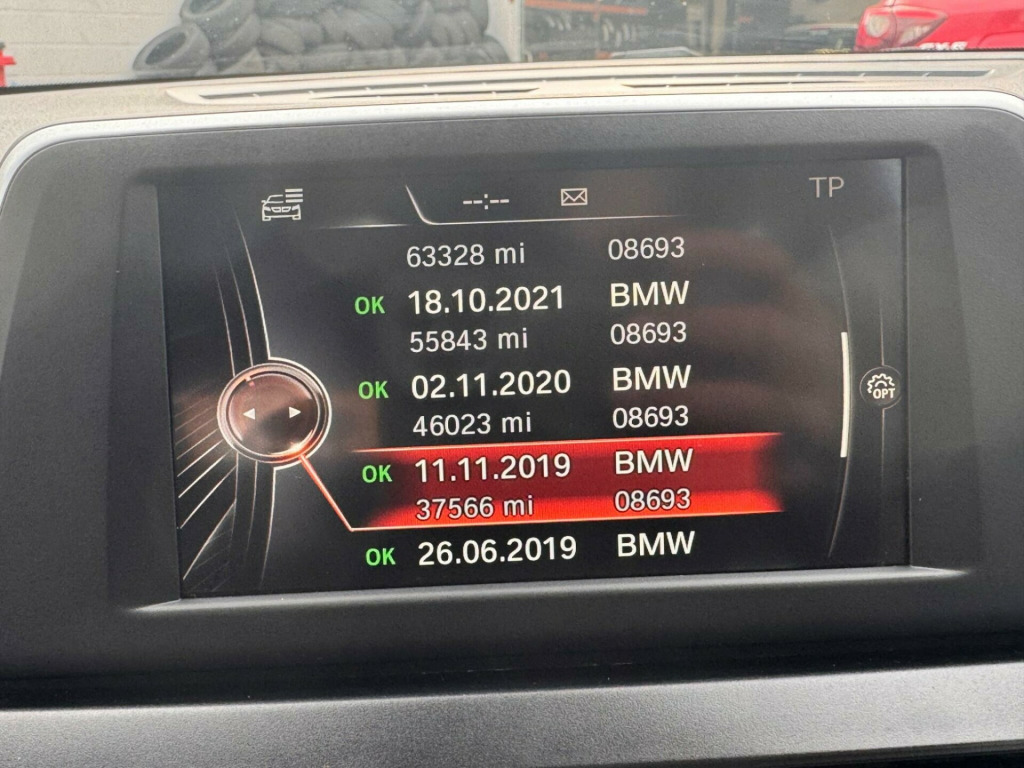 --:-- TP
63328 mi 08693
OK 18.10.2021 BMW
55843 mi 08693
OK 02.11.2020 BMW
46023 mi 08693
OK 11.11.2019 BMW
37566 mi 08693
OK 26.06.2019 BMW
OPT